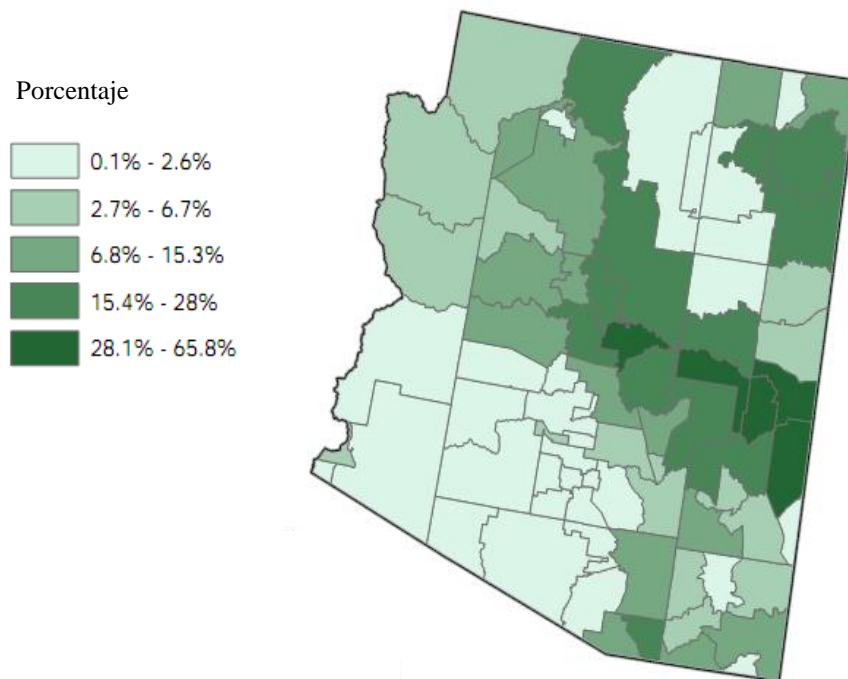 Porcentaje
0.1% - 2.6%
2.7% - 6.7%
6.8% - 15.3%
15.4% - 28%
28.1% - 65.8%